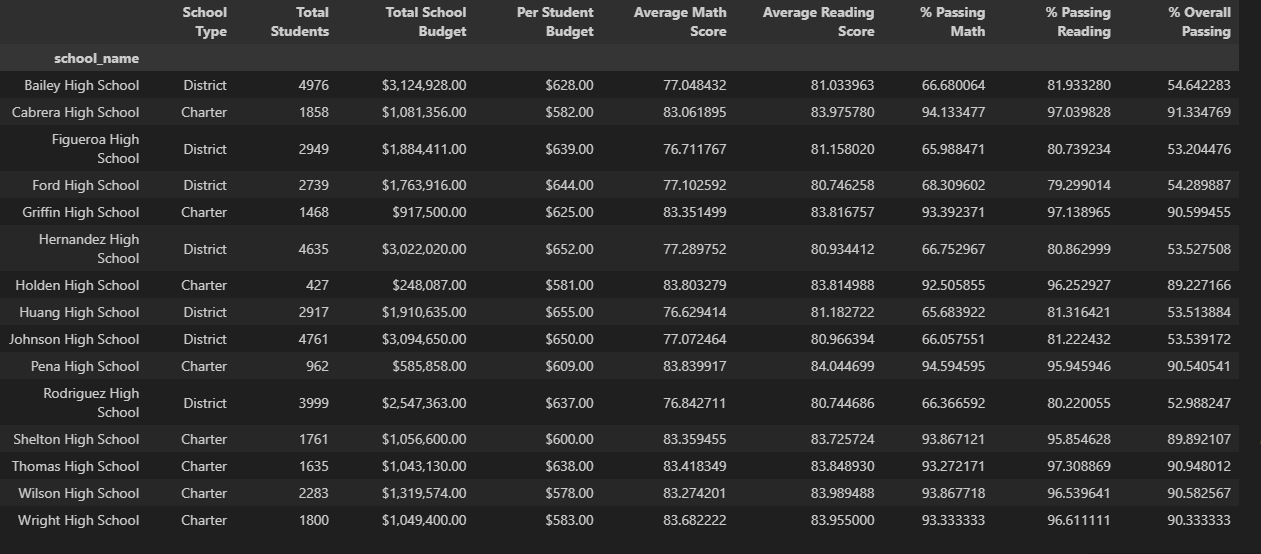 School Type Total Students Total School Budget Per Student Budget Average Math Score Average Reading Score % Passing Math % Passing Reading % Overall Passing
school_name
Bailey High School District 4976 $3,124,928.00 $628.00 77.048432 81.033963 66.680064 81.933280 54.642283
Cabrera High School Charter 1858 $1,081,356.00 $582.00 83.061895 83.975780 94.133477 97.039828 91.334769
Figueroa High School District 2949 $1,884,411.00 $639.00 76.711767 81.158020 65.988471 80.739234 53.204476
Ford High School District 2739 $1,763,916.00 $644.00 77.102592 80.746258 68.309602 79.299014 54.289887
Griffin High School Charter 1468 $917,500.00 $625.00 83.351499 83.816757 93.392371 97.138965 90.599455
Hernandez High School District 4635 $3,022,020.00 $652.00 77.289752 80.934412 66.752967 80.862999 53.527508
Holden High School Charter 427 $248,087.00 $581.00 83.803279 83.814988 92.505855 96.252927 89.227166
Huang High School District 2917 $1,910,635.00 $655.00 76.629414 81.182722 65.683922 81.316421 53.513884
Johnson High School District 4761 $3,094,650.00 $650.00 77.072464 80.966394 66.057551 81.222432 53.539172
Pena High School Charter 962 $585,858.00 $609.00 83.839917 84.044699 94.594595 95.945946 90.540541
Rodriguez High School District 3999 $2,547,363.00 $637.00 76.842711 80.744686 66.366592 80.220055 52.988247
Shelton High School Charter 1761 $1,056,600.00 $600.00 83.359455 83.725724 93.867121 95.854628 89.892107
Thomas High School Charter 1635 $1,043,130.00 $638.00 83.418349 83.848930 93.272171 97.308869 90.948012
Wilson High School Charter 2283 $1,319,574.00 $578.00 83.274201 83.989488 93.867718 96.539641 90.582567
Wright High School Charter 1800 $1,049,400.00 $583.00 83.682222 83.955000 93.333333 96.611111 90.333333